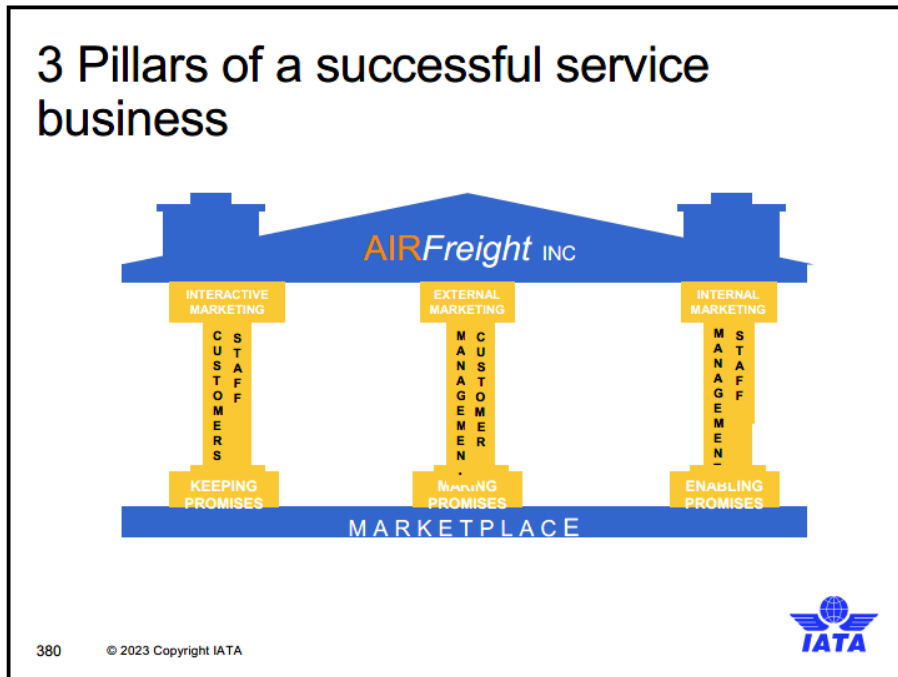 3 Pillars of a successful service
business
AIRFreight INC
INTERACTIVE
MARKETING
EXTERNAL
MARKETING
INTERNAL
MARKETING
CUSTOMERS
STAFF
MANAGEMEN
CUSTOMER
MANAGEMENT
STAFF
KEEPING
PROMISES
MAKING
PROMISES
ENABLING
PROMISES
MARKETPLACE
380
© 2023 Copyright IATA
IATA